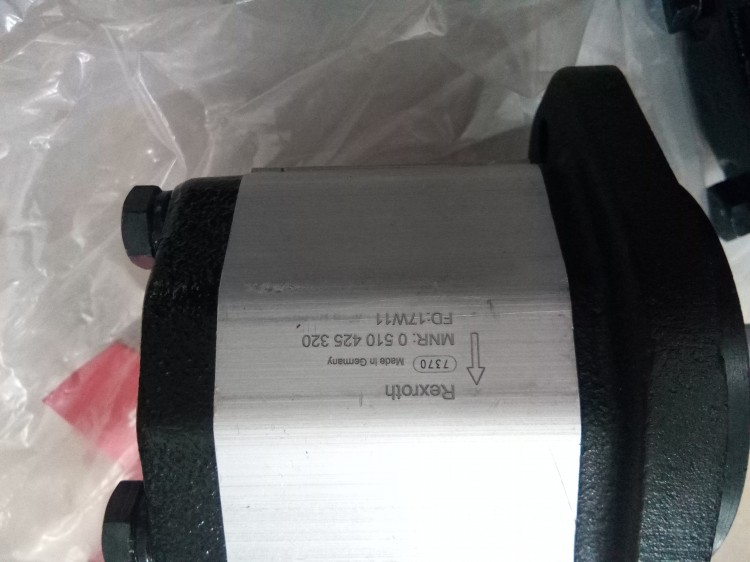 Rexroth
7370 Made in Germany
MNR: 0 510 425 320
FD:17W11